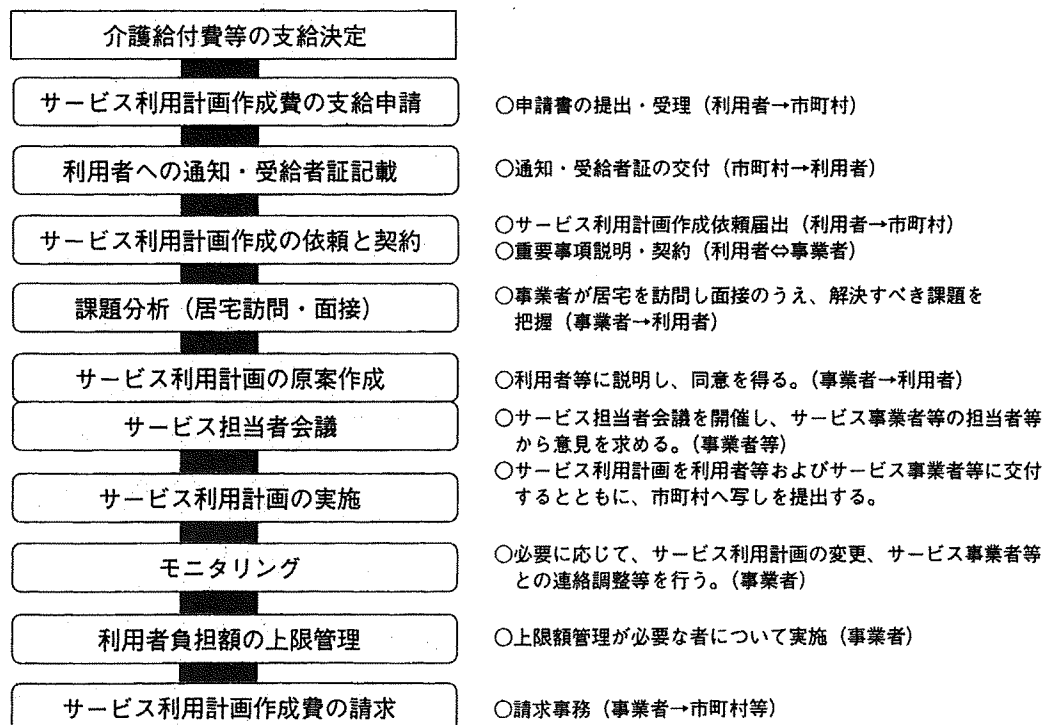 介護給付費等の支給決定
サービス利用計画作成費の支給申請
○申請書の提出・受理（利用者→市町村）
利用者への通知・受給者証記載
○通知・受給者証の交付（市町村→利用者）
サービス利用計画作成の依頼と契約
○サービス利用計画作成依頼届出（利用者→市町村）
○重要事項説明・契約（利用者⇔事業者）
課題分析（居宅訪問・面接）
○事業者が居宅を訪問し面接のうえ、解決すべき課題を
把握（事業者→利用者）
サービス利用計画の原案作成
○利用者等に説明し、同意を得る。（事業者→利用者）
サービス担当者会議
○サービス担当者会議を開催し、サービス事業者等の担当者等
から意見を求める。（事業者等）
サービス利用計画の実施
○サービス利用計画を利用者等およびサービス事業者等に交付
するとともに、市町村へ写しを提出する。
モニタリング
○必要に応じて、サービス利用計画の変更、サービス事業者等
との連絡調整等を行う。（事業者）
利用者負担額の上限管理
○上限額管理が必要な者について実施（事業者）
サービス利用計画作成費の請求
○請求事務（事業者→市町村等）